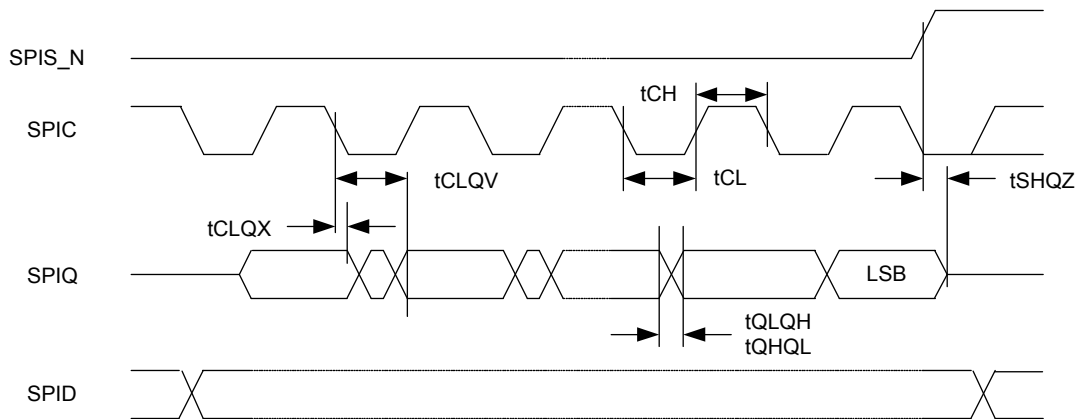 SPIS_N
tCH
SPIC
tCLQV
tCL
tSHQZ
tCLQX
SPIQ
LSB
tQLQH
tQHQL
SPID